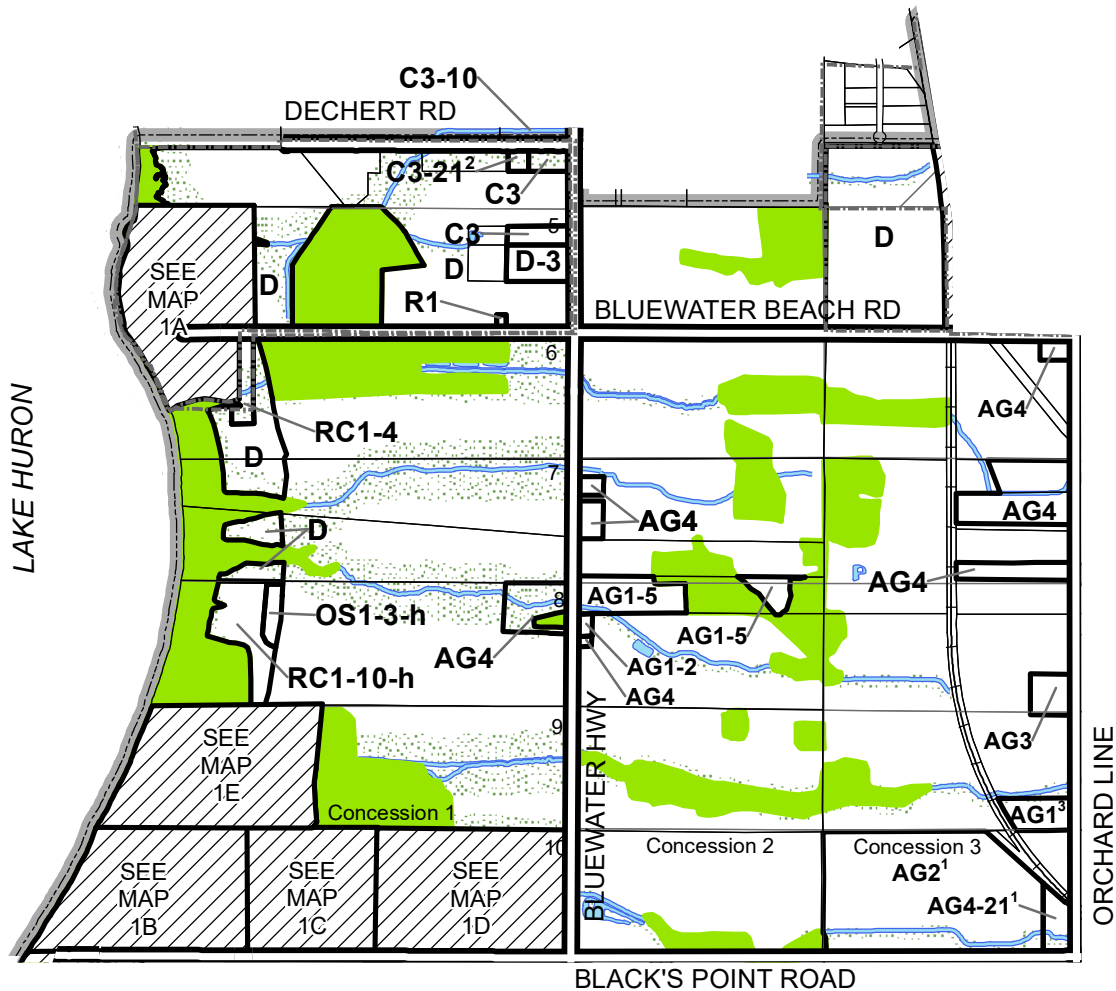 C3-10
DECHERT RD
C3-21²
C3
C3
5
D
D-3
D
D
SEE
MAP
1A
R1
BLUEWATER BEACH RD
6
AG4
RC1-4
D
LAKE HURON
7
AG4
AG4
D
AG4
OS1-3-h
8
AG1-5
AG1-5
AG4
AG1-2
RC1-10-h
AG4
BLUEWATER HWY
9
AG3
ORCHARD LINE
SEE
MAP
1E
Concession 1
AG1³
10
Concession 2
Concession 3
AG2¹
SEE
MAP
1B
SEE
MAP
1C
SEE
MAP
1D
AG4-21¹
BLACK'S POINT ROAD